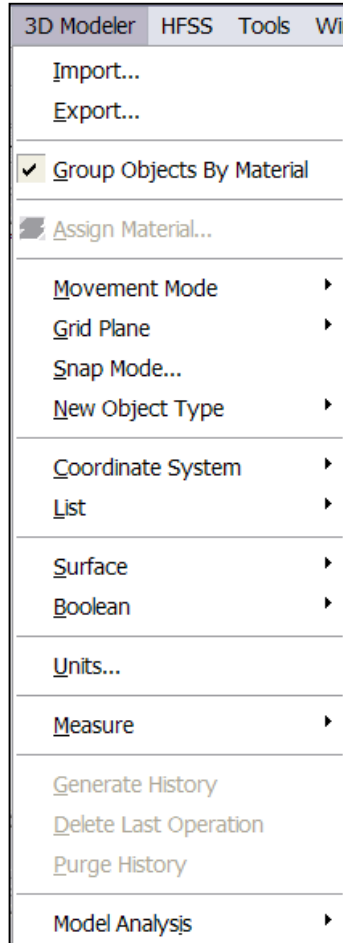 3D Modeler HFSS Tools
Import...
Export...
Group Objects By Material
Assign Material...
Movement Mode
Grid Plane
Snap Mode...
New Object Type
Coordinate System
List
Surface
Boolean
Units...
Measure
Generate History
Delete Last Operation
Purge History
Model Analysis